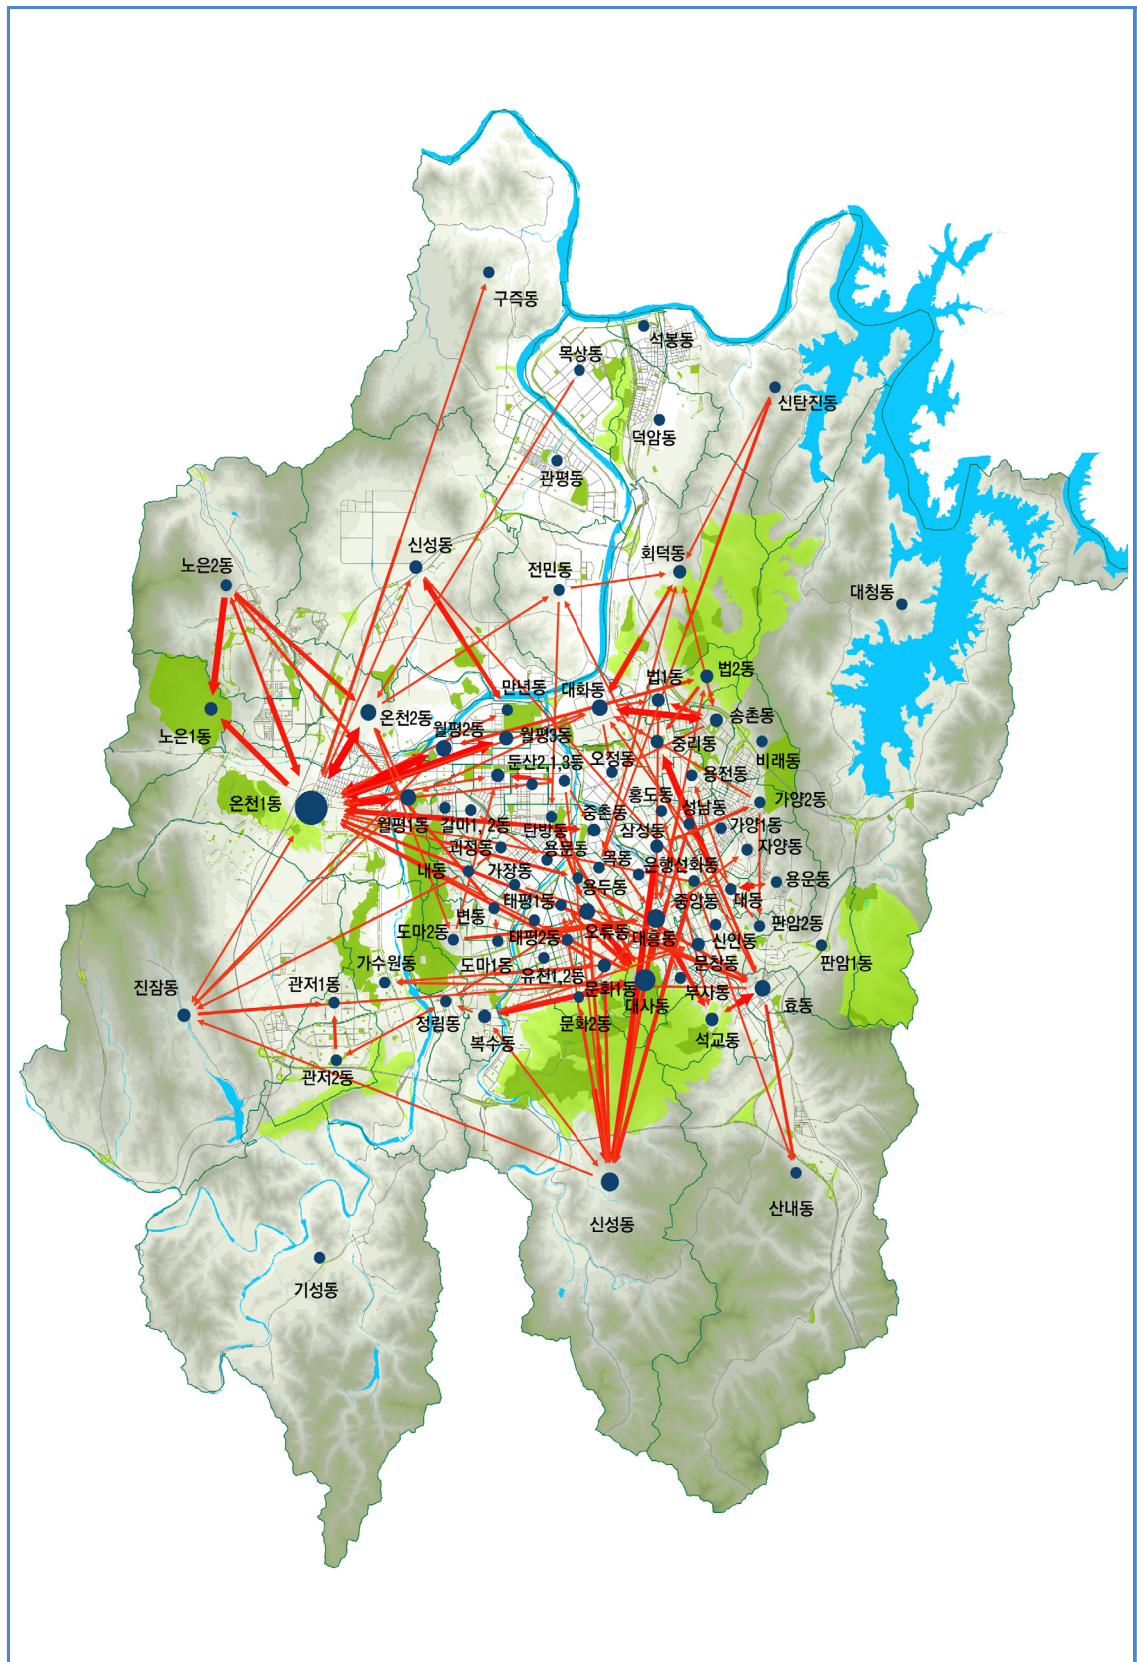 구즉동
석봉동
목상동
신탄진동
덕암동
관평동
신성동
회덕동
노은2동
전민동
대청동
법1동
법2동
만년동
대화동
온천2동
송촌동
월평2동
월평3동
노은1동
중리동
비래동
둔산2,1,3동
오정동
용전동
온천1동
홍도동
성남동
가양2동
월평1동
갈마1, 2동
탄방동
중촌동
삼성동
가양1동
괴정동
용문동
목동
은행선화동
자양동
내동
가장동
용두동
용운동
태평1동
중앙동
대동
변동
도마2동
태평2동
오류동
대흥동
신인동
판암2동
가수원동
도마1동
유천1,2동
문창동
판암1동
진잠동
관저1동
문화1동
부사동
대사동
효동
정림동
문화2동
복수동
석교동
관저2동
산내동
신성동
기성동